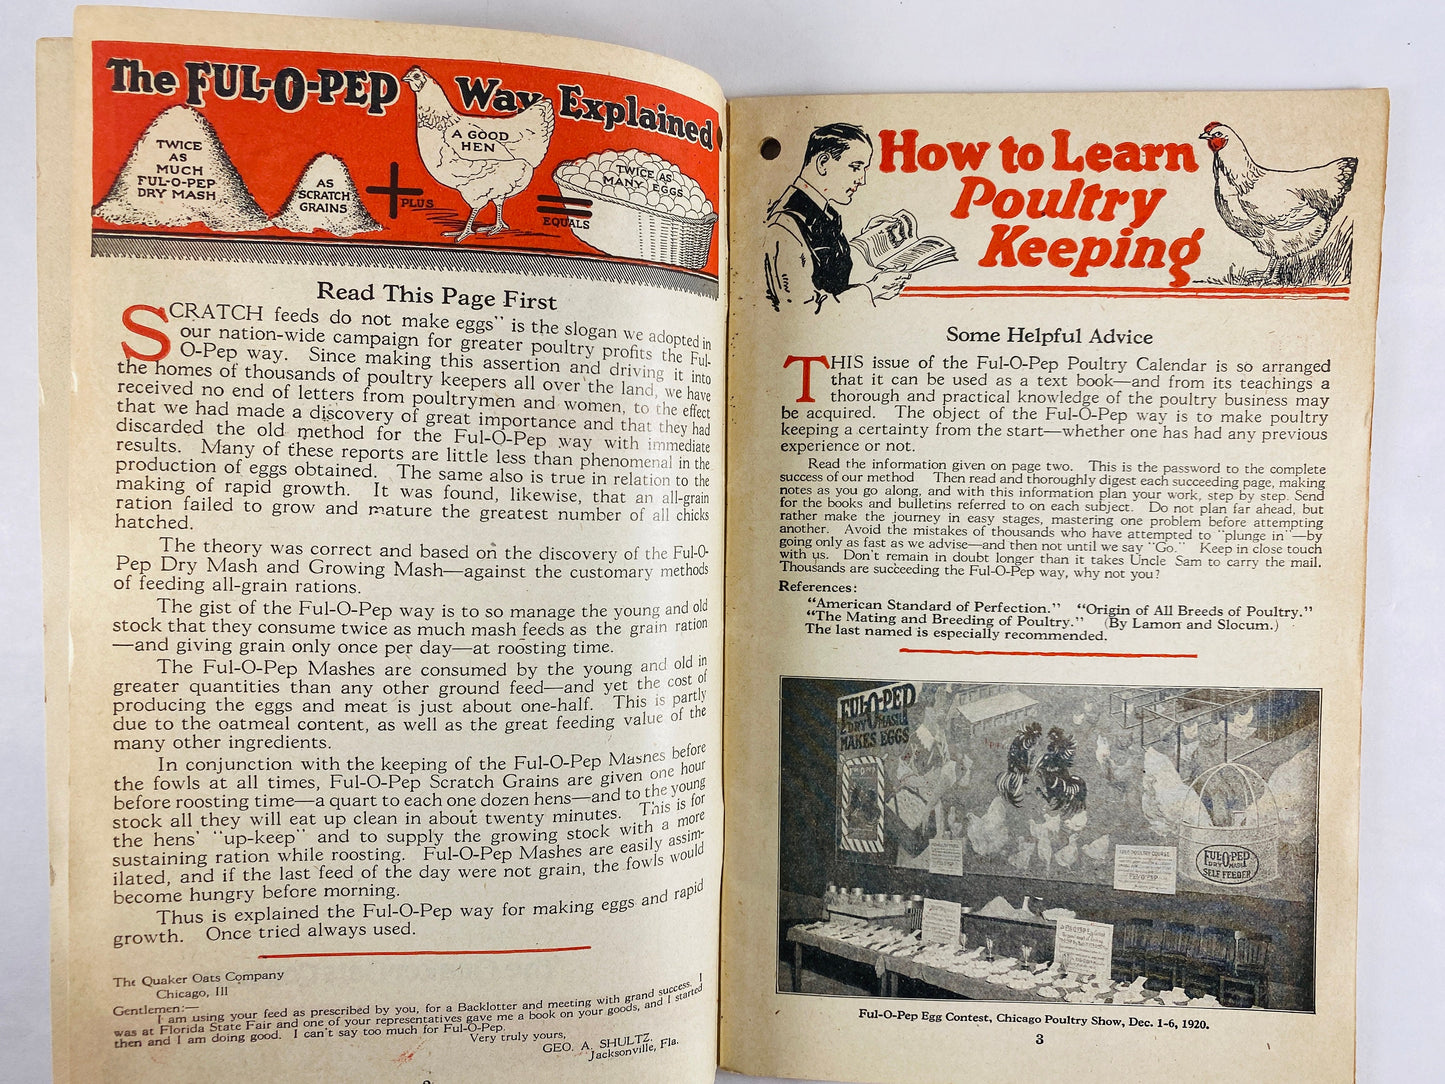 The FUL-O-PEP Way Explained
TWICE
AS
MUCH
FUL-O-PEP
DRY MASH
AS
SCRATCH
GRAINS
PLUS
A GOOD
HEN
EQUALS
TWICE AS
MANY EGGS
Read This Page First
SCRATCH feeds do not make eggs" is the slogan we adopted in
our nation-wide campaign for greater poultry profits the Ful-
O-Pep way. Since making this assertion and driving it into
the homes of thousands of poultry keepers all over the land, we have
received no end of letters from poultrymen and women, to the effect
that we had made a discovery of great importance and that they had
discarded the old method for the Ful-O-Pep way with immediate
results. Many of these reports are little less than phenomenal in the
production of eggs obtained. The same also is true in relation to the
making of rapid growth. It was found, likewise, that an all-grain
ration failed to grow and mature the greatest number of all chicks
hatched.
The theory was correct and based on the discovery of the Ful-O-
Pep Dry Mash and Growing Mash—against the customary methods
of feeding all-grain rations.
The gist of the Ful-O-Pep way is to so manage the young and old
stock that they consume twice as much mash feeds as the grain ration
—and giving grain only once per day—at roosting time.
The Ful-O-Pep Mashes are consumed by the young and old in
greater quantities than any other ground feed—and yet the cost of
producing the eggs and meat is just about one-half. This is partly
due to the oatmeal content, as well as the great feeding value of the
many other ingredients.
In conjunction with the keeping of the Ful-O-Pep Mashes before
the fowls at all times, Ful-O-Pep Scratch Grains are given one hour
before roosting time—a quart to each one dozen hens—and to the young
stock all they will eat up clean in about twenty minutes. This is for
the hens' "up-keep" and to supply the growing stock with a more
sustaining ration while roosting. Ful-O-Pep Mashes are easily assim-
ilated, and if the last feed of the day were not grain, the fowls would
become hungry before morning.
Thus is explained the Ful-O-Pep way for making eggs and rapid
growth. Once tried always used.
The Quaker Oats Company
Chicago, Ill
Gentlemen:—
I am using your feed as prescribed by you, for a Backlotter and meeting with grand success. I
was at Florida State Fair and one of your representatives gave me a book on your goods, and I started
then and I am doing good. I can't say too much for Ful-O-Pep.
Very truly yours,
GEO. A. SHULTZ.
Jacksonville, Fla.
How to Learn
Poultry
Keeping
Some Helpful Advice
THIS issue of the Ful-O-Pep Poultry Calendar is so arranged
that it can be used as a text book—and from its teachings a
thorough and practical knowledge of the poultry business may
be acquired. The object of the Ful-O-Pep way is to make poultry
keeping a certainty from the start—whether one has had any previous
experience or not.
Read the information given on page two. This is the password to the complete
success of our method Then read and thoroughly digest each succeeding page, making
notes as you go along, and with this information plan your work, step by step. Send
for the books and bulletins referred to on each subject. Do not plan far ahead, but
rather make the journey in easy stages, mastering one problem before attempting
another. Avoid the mistakes of thousands who have attempted to "plunge in"—by
going only as fast as we advise—and then not until we say "Go." Keep in close touch
with us. Don't remain in doubt longer than it takes Uncle Sam to carry the mail.
Thousands are succeeding the Ful-O-Pep way, why not you?
References:
"American Standard of Perfection." "Origin of All Breeds of Poultry."
"The Mating and Breeding of Poultry." (By Lamon and Slocum.)
The last named is especially recommended.
FUL-O-PEP
DRY MASH
MAKES EGGS
FUL-O-PEP
DRY MASH
SELF FEEDER
Ful-O-Pep Egg Contest, Chicago Poultry Show, Dec. 1-6, 1920.
3